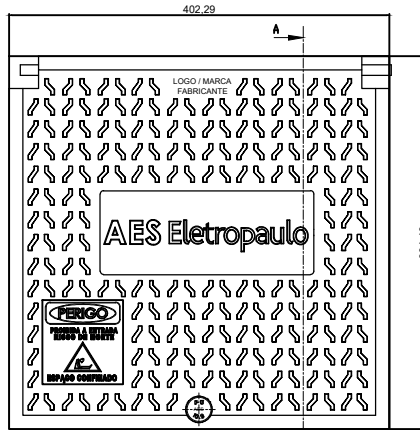 402,29
A
LOGO / MARCA
FABRICANTE
AES Eletropaulo
PERIGO
PROIBIDA A ENTRADA
RISCO DE MORTE
ESPAÇO CONFINADO